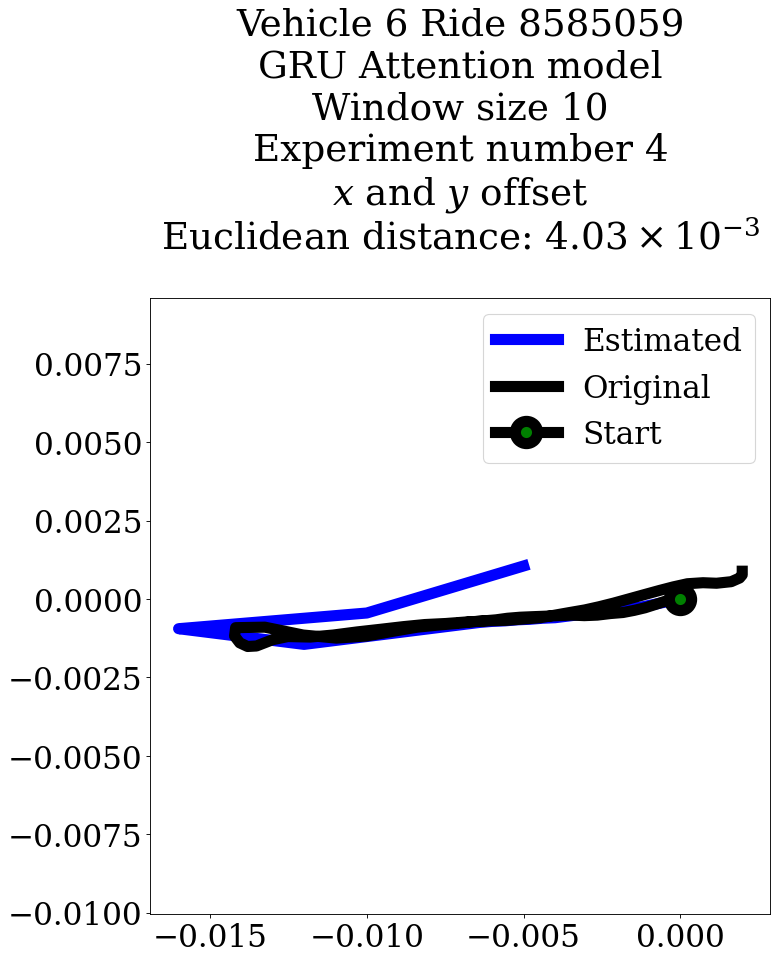 Vehicle 6 Ride 8585059
GRU Attention model
Window size 10
Experiment number 4
x and y offset
Euclidean distance: 4.03 × 10⁻³
Estimated
Original
Start
0.0075
0.0050
0.0025
0.0000
−0.0025
−0.0050
−0.0075
−0.0100
−0.015 −0.010 −0.005 0.000